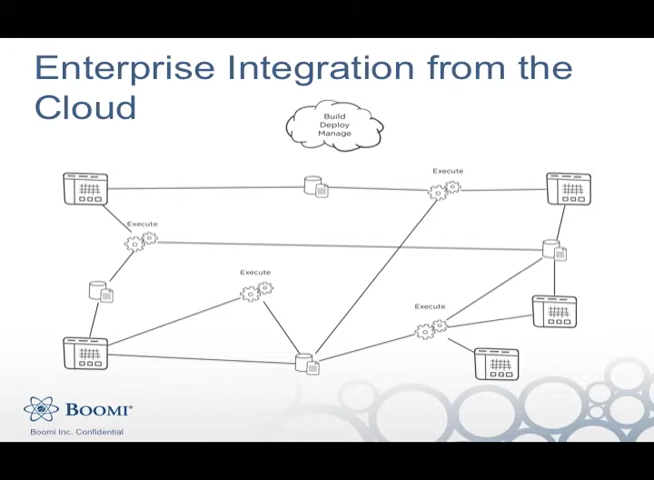 Enterprise Integration from the
Cloud
Build
Deploy
Manage
Execute
Execute
Execute
Execute
BOOMI®
Boomi Inc. Confidential